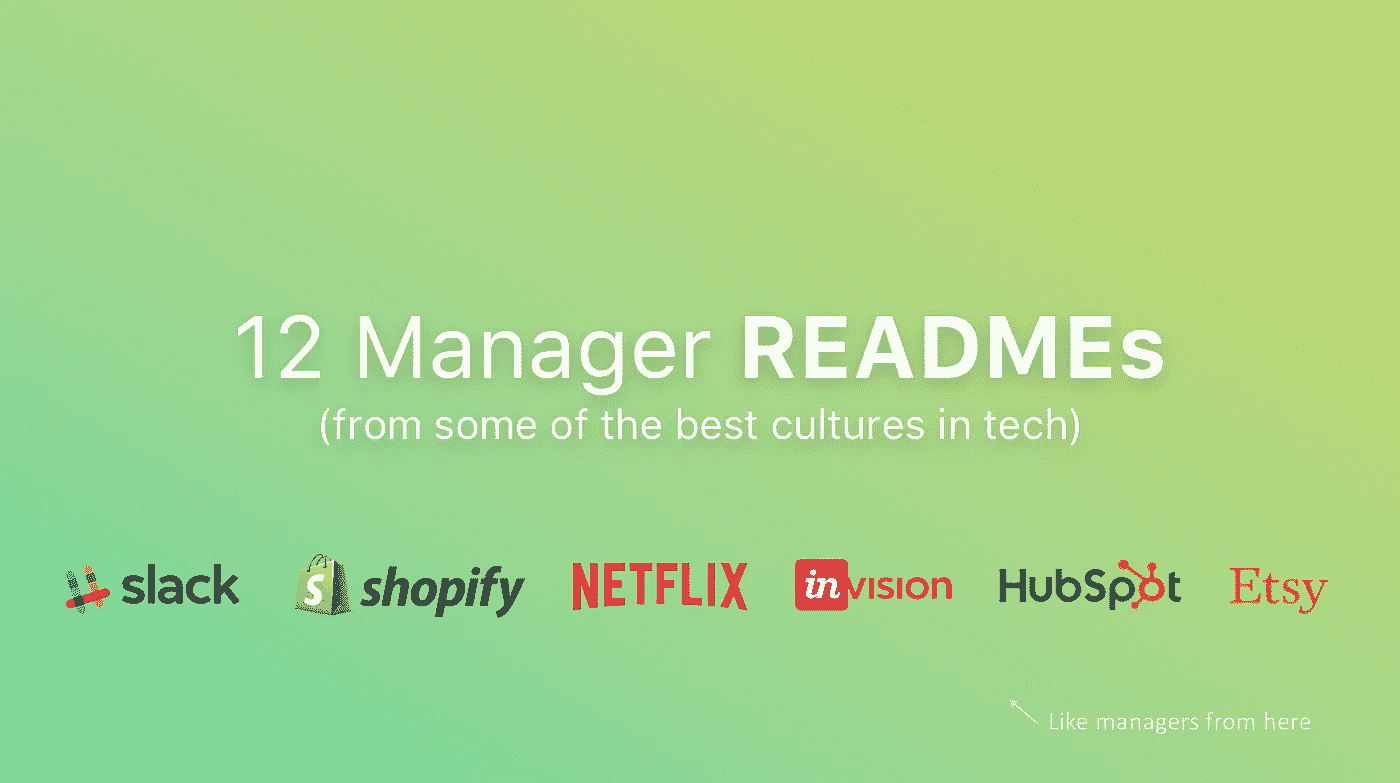 12 Manager READMEs
(from some of the best cultures in tech)
slack shopify NETFLIX invision HubSpot Etsy
Like managers from here